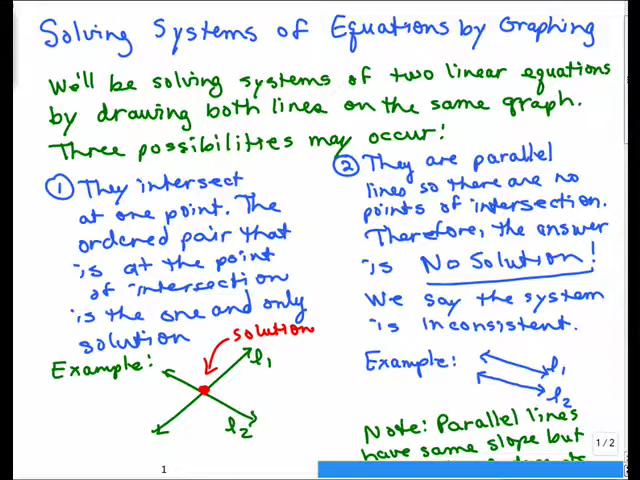 Solving Systems of Equations by Graphing
We'll be solving systems of two linear equations
by drawing both lines on the same graph.
Three possibilities may occur!
① They intersect
at one point. The
ordered pair that
is at the point
of intersection
is the one and only
solution
Example:
solution
l₁
l₂
② They are parallel
lines so there are no
points of intersection.
Therefore, the answer
is No Solution!
We say the system
is inconsistent.
Example:
l₁
l₂
Note: Parallel lines
have same slope but
1/2
1